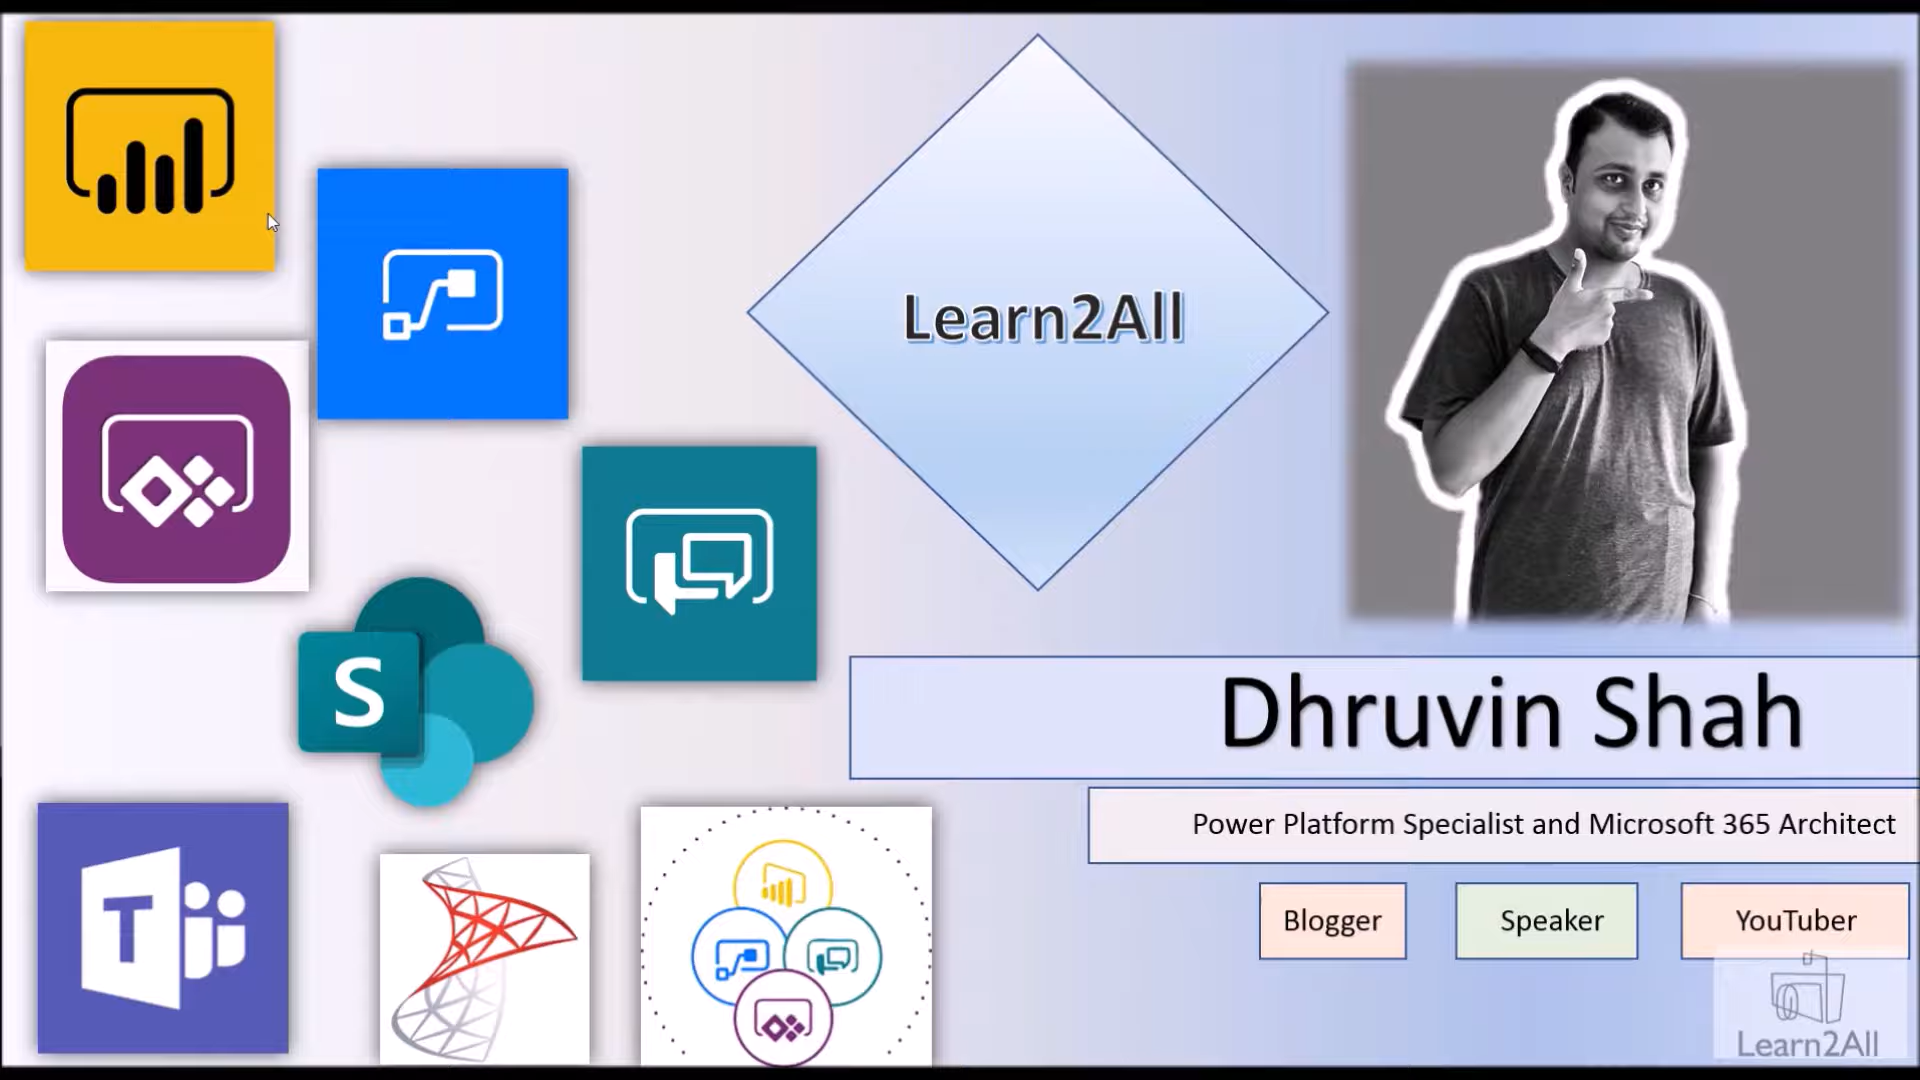 Learn2All
S
Dhruvin Shah
Power Platform Specialist and Microsoft 365 Architect
T
Blogger
Speaker
YouTuber
Learn2All